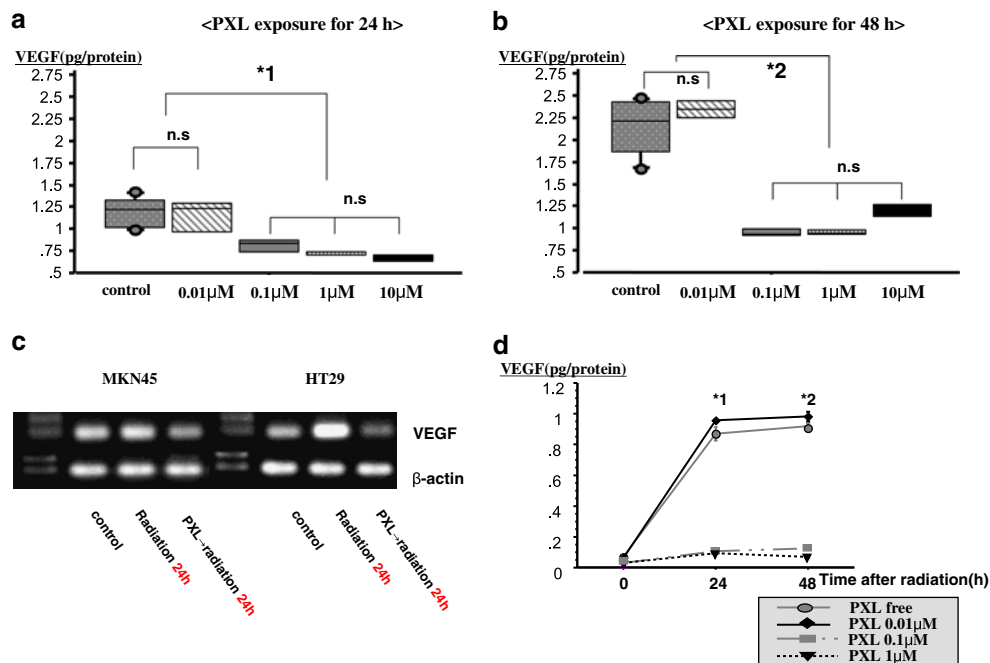 a
<PXL exposure for 24 h>
VEGF(pg/protein)
2.75
2.5
2.25
2
1.75
1.5
1.25
1
.75
.5
*1
n.s
n.s
control
0.01μM
0.1μM
1μM
10μM
b
<PXL exposure for 48 h>
VEGF(pg/protein)
2.75
2.5
2.25
2
1.75
1.5
1.25
1
.75
.5
n.s
*2
n.s
control
0.01μM
0.1μM
1μM
10μM
c
MKN45
HT29
VEGF
β-actin
control
Radiation 24h
PXL→radiation 24h
control
Radiation 24h
PXL→radiation 24h
d
VEGF(pg/protein)
1.2
1
.8
.6
.4
.2
0
*1
*2
0
24
48
Time after radiation(h)
PXL free
PXL 0.01μM
PXL 0.1μM
PXL 1μM